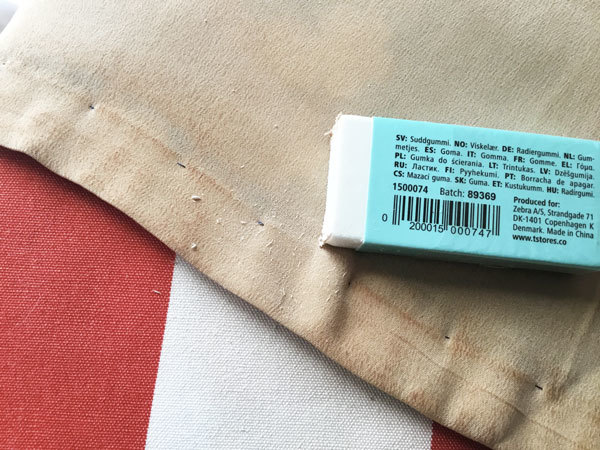 SV: Suddgummi. NO: Viskelær. DE: Radiergummi. NL: Gum-
metjes. ES: Goma. IT: Gomma. FR: Gomme. EL: Γόμα.
PL: Gumka do ścierania. LT: Trintukas. LV: Dzēšgumija.
RU: Ластик. FI: Pyyhekumi. PT: Borracha de apagar.
CS: Mazací guma. SK: Guma. ET: Kustukumm. HU: Radírgumi.
1500074 Batch: 89369
0 200015 000747
Produced for:
Zebra A/S, Strandgade 71
DK-1401 Copenhagen K
Denmark. Made in China
www.tstores.co